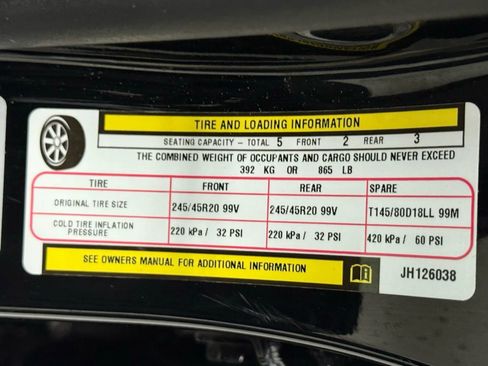 TIRE AND LOADING INFORMATION
SEATING CAPACITY - TOTAL 5 FRONT 2 REAR 3
THE COMBINED WEIGHT OF OCCUPANTS AND CARGO SHOULD NEVER EXCEED
392 KG OR 865 LB
TIRE FRONT REAR SPARE
ORIGINAL TIRE SIZE 245/45R20 99V 245/45R20 99V T145/80D18LL 99M
COLD TIRE INFLATION PRESSURE 220 kPa / 32 PSI 220 kPa / 32 PSI 420 kPa / 60 PSI
SEE OWNERS MANUAL FOR ADDITIONAL INFORMATION JH126038